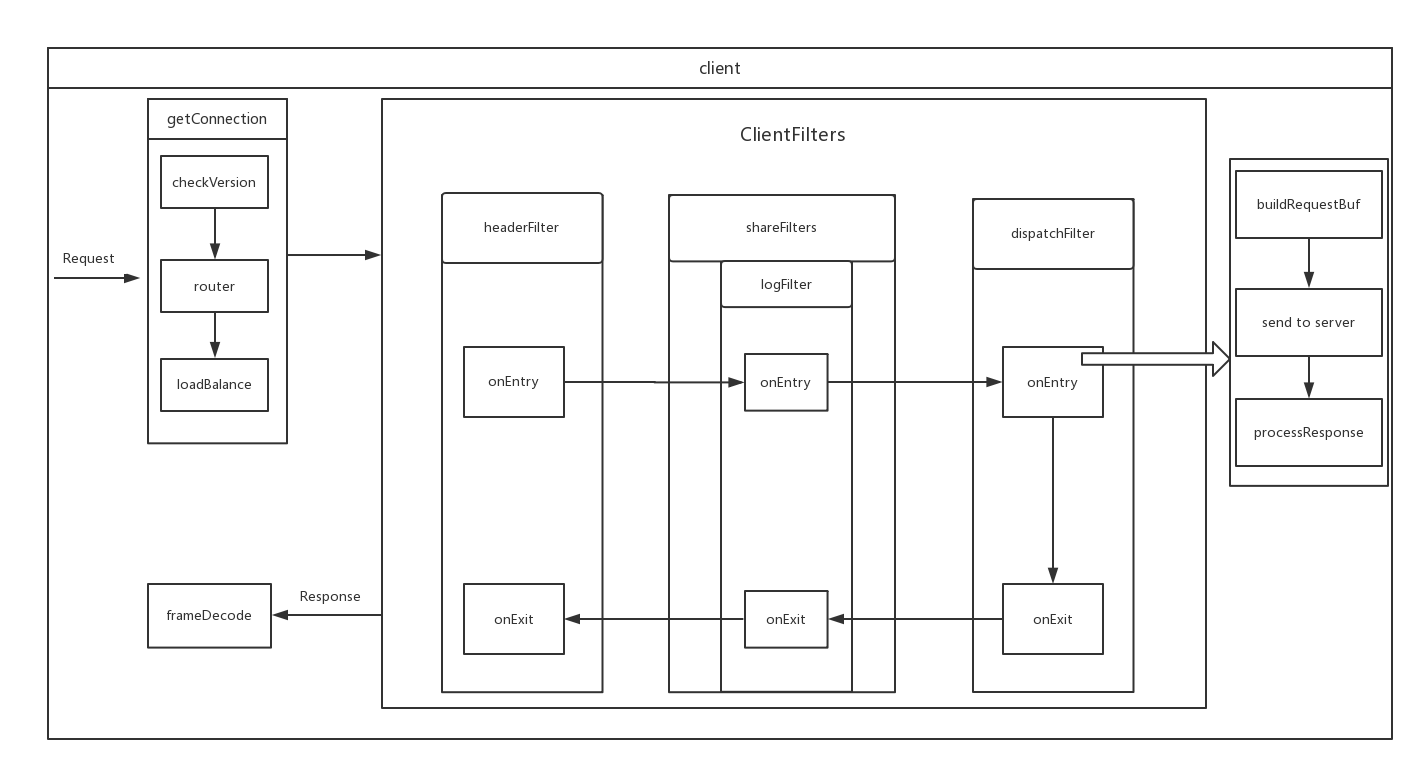 client
getConnection
checkVersion
router
loadBalance
Request
ClientFilters
headerFilter
onEntry
onExit
shareFilters
logFilter
onEntry
onExit
dispatchFilter
onEntry
onExit
buildRequestBuf
send to server
processResponse
Response
frameDecode